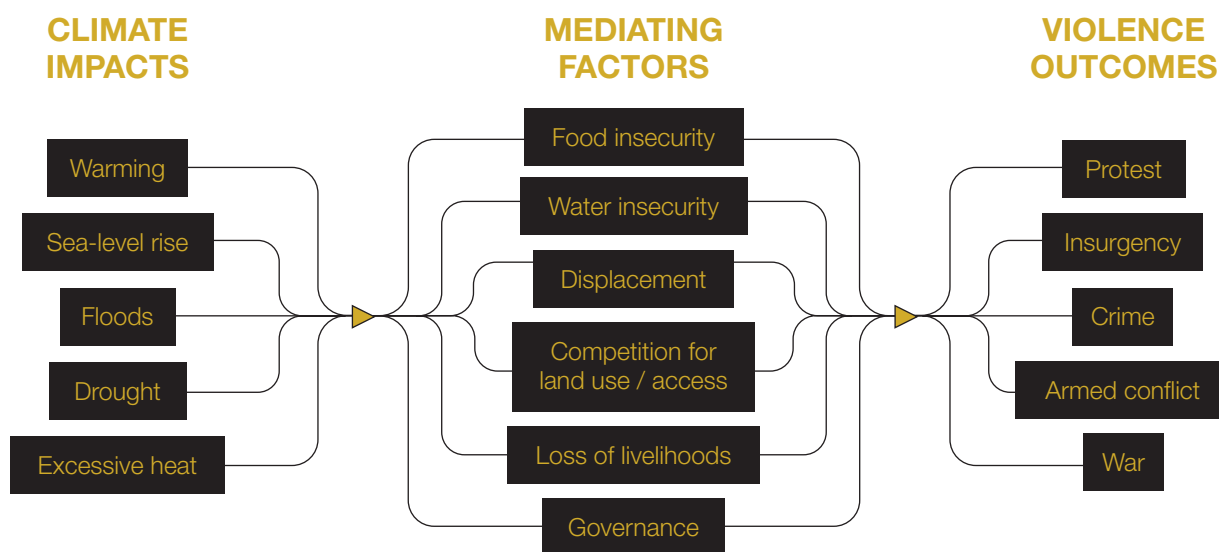 CLIMATE
IMPACTS
Warming
Sea-level rise
Floods
Drought
Excessive heat
MEDIATING
FACTORS
Food insecurity
Water insecurity
Displacement
Competition for
land use / access
Loss of livelihoods
Governance
VIOLENCE
OUTCOMES
Protest
Insurgency
Crime
Armed conflict
War